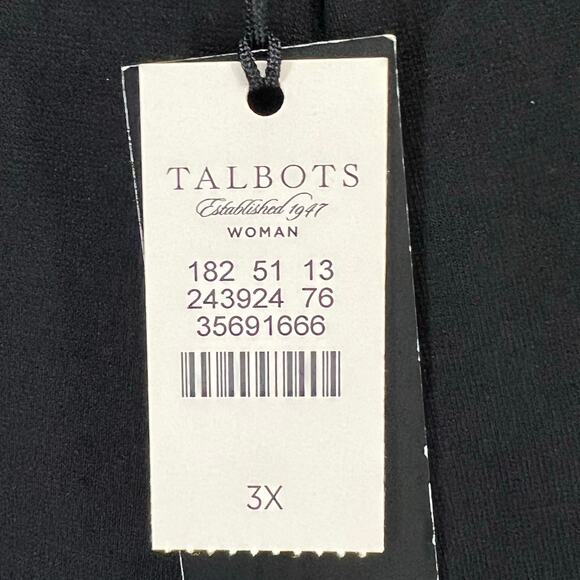 TALBOTS
Established 1947
WOMAN
182 51 13
243924 76
35691666
3X